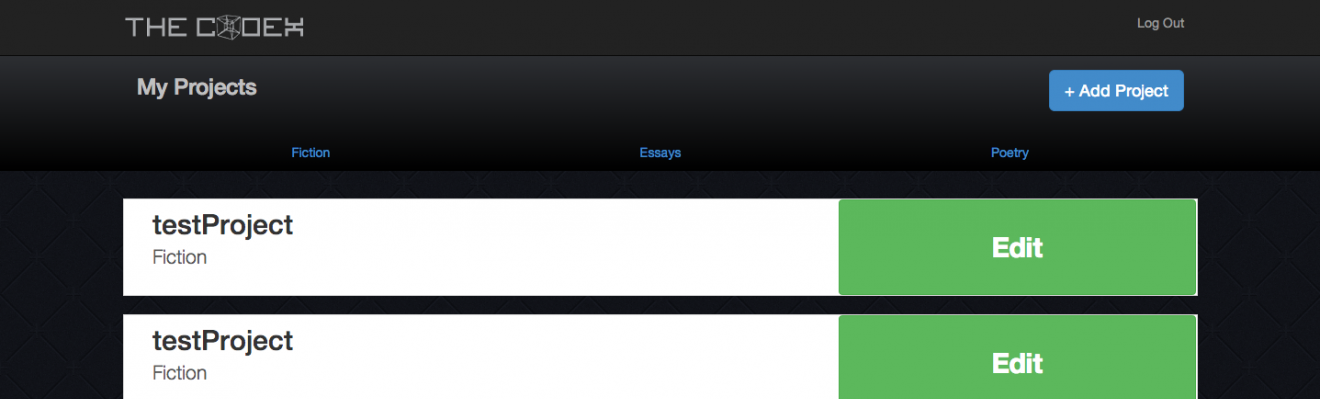 THE CODEX
Log Out
My Projects
+ Add Project
Fiction
Essays
Poetry
testProject
Fiction
Edit
testProject
Fiction
Edit